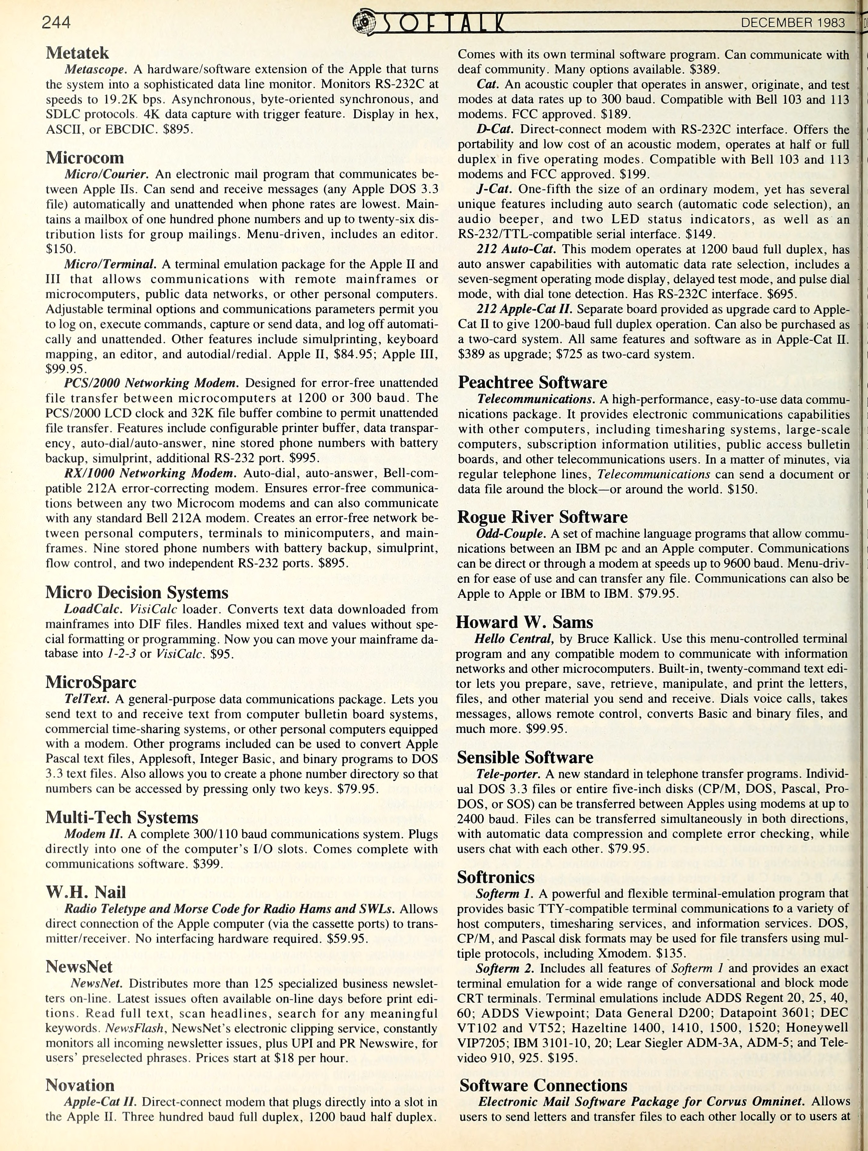 244
SOFTALK
DECEMBER 1983
Metatek
Metascope. A hardware/software extension of the Apple that turns
the system into a sophisticated data line monitor. Monitors RS-232C at
speeds to 19.2K bps. Asynchronous, byte-oriented synchronous, and
SDLC protocols. 4K data capture with trigger feature. Display in hex,
ASCII, or EBCDIC. $895.
Microcom
Micro/Courier. An electronic mail program that communicates be-
tween Apple IIs. Can send and receive messages (any Apple DOS 3.3
file) automatically and unattended when phone rates are lowest. Main-
tains a mailbox of one hundred phone numbers and up to twenty-six dis-
tribution lists for group mailings. Menu-driven, includes an editor.
$150.
Micro/Terminal. A terminal emulation package for the Apple II and
III that allows communications with remote mainframes or
microcomputers, public data networks, or other personal computers.
Adjustable terminal options and communications parameters permit you
to log on, execute commands, capture or send data, and log off automati-
cally and unattended. Other features include simulprinting, keyboard
mapping, an editor, and autodial/redial. Apple II, $84.95; Apple III,
$99.95.
PCS/2000 Networking Modem. Designed for error-free unattended
file transfer between microcomputers at 1200 or 300 baud. The
PCS/2000 LCD clock and 32K file buffer combine to permit unattended
file transfer. Features include configurable printer buffer, data transpar-
ency, auto-dial/auto-answer, nine stored phone numbers with battery
backup, simulprint, additional RS-232 port. $995.
RX/1000 Networking Modem. Auto-dial, auto-answer, Bell-com-
patible 212A error-correcting modem. Ensures error-free communica-
tions between any two Microcom modems and can also communicate
with any standard Bell 212A modem. Creates an error-free network be-
tween personal computers, terminals to minicomputers, and main-
frames. Nine stored phone numbers with battery backup, simulprint,
flow control, and two independent RS-232 ports. $895.
Micro Decision Systems
LoadCalc. VisiCalc loader. Converts text data downloaded from
mainframes into DIF files. Handles mixed text and values without spe-
cial formatting or programming. Now you can move your mainframe da-
tabase into 1-2-3 or VisiCalc. $95.
MicroSparc
TelText. A general-purpose data communications package. Lets you
send text to and receive text from computer bulletin board systems,
commercial time-sharing systems, or other personal computers equipped
with a modem. Other programs included can be used to convert Apple
Pascal text files, Applesoft, Integer Basic, and binary programs to DOS
3.3 text files. Also allows you to create a phone number directory so that
numbers can be accessed by pressing only two keys. $79.95.
Multi-Tech Systems
Modem II. A complete 300/110 baud communications system. Plugs
directly into one of the computer's I/O slots. Comes complete with
communications software. $399.
W.H. Nail
Radio Teletype and Morse Code for Radio Hams and SWLs. Allows
direct connection of the Apple computer (via the cassette ports) to trans-
mitter/receiver. No interfacing hardware required. $59.95.
NewsNet
NewsNet. Distributes more than 125 specialized business newslet-
ters on-line. Latest issues often available on-line days before print edi-
tions. Read full text, scan headlines, search for any meaningful
keywords. NewsFlash, NewsNet's electronic clipping service, constantly
monitors all incoming newsletter issues, plus UPI and PR Newswire, for
users' preselected phrases. Prices start at $18 per hour.
Novation
Apple-Cat II. Direct-connect modem that plugs directly into a slot in
the Apple II. Three hundred baud full duplex, 1200 baud half duplex.
Comes with its own terminal software program. Can communicate with
deaf community. Many options available. $389.
Cat. An acoustic coupler that operates in answer, originate, and test
modes at data rates up to 300 baud. Compatible with Bell 103 and 113
modems. FCC approved. $189.
D-Cat. Direct-connect modem with RS-232C interface. Offers the
portability and low cost of an acoustic modem, operates at half or full
duplex in five operating modes. Compatible with Bell 103 and 113
modems and FCC approved. $199.
J-Cat. One-fifth the size of an ordinary modem, yet has several
unique features including auto search (automatic code selection), an
audio beeper, and two LED status indicators, as well as an
RS-232/TTL-compatible serial interface. $149.
212 Auto-Cat. This modem operates at 1200 baud full duplex, has
auto answer capabilities with automatic data rate selection, includes a
seven-segment operating mode display, delayed test mode, and pulse dial
mode, with dial tone detection. Has RS-232C interface. $695.
212 Apple-Cat II. Separate board provided as upgrade card to Apple-
Cat II to give 1200-baud full duplex operation. Can also be purchased as
a two-card system. All same features and software as in Apple-Cat II.
$389 as upgrade; $725 as two-card system.
Peachtree Software
Telecommunications. A high-performance, easy-to-use data commu-
nications package. It provides electronic communications capabilities
with other computers, including timesharing systems, large-scale
computers, subscription information utilities, public access bulletin
boards, and other telecommunications users. In a matter of minutes, via
regular telephone lines, Telecommunications can send a document or
data file around the block—or around the world. $150.
Rogue River Software
Odd-Couple. A set of machine language programs that allow commu-
nications between an IBM pc and an Apple computer. Communications
can be direct or through a modem at speeds up to 9600 baud. Menu-driv-
en for ease of use and can transfer any file. Communications can also be
Apple to Apple or IBM to IBM. $79.95.
Howard W. Sams
Hello Central, by Bruce Kallick. Use this menu-controlled terminal
program and any compatible modem to communicate with information
networks and other microcomputers. Built-in, twenty-command text edi-
tor lets you prepare, save, retrieve, manipulate, and print the letters,
files, and other material you send and receive. Dials voice calls, takes
messages, allows remote control, converts Basic and binary files, and
much more. $99.95.
Sensible Software
Tele-porter. A new standard in telephone transfer programs. Individ-
ual DOS 3.3 files or entire five-inch disks (CP/M, DOS, Pascal, Pro-
DOS, or SOS) can be transferred between Apples using modems at up to
2400 baud. Files can be transferred simultaneously in both directions,
with automatic data compression and complete error checking, while
users chat with each other. $79.95.
Softronics
Softerm 1. A powerful and flexible terminal-emulation program that
provides basic TTY-compatible terminal communications to a variety of
host computers, timesharing services, and information services. DOS,
CP/M, and Pascal disk formats may be used for file transfers using mul-
tiple protocols, including Xmodem. $135.
Softerm 2. Includes all features of Softerm 1 and provides an exact
terminal emulation for a wide range of conversational and block mode
CRT terminals. Terminal emulations include ADDS Regent 20, 25, 40,
60; ADDS Viewpoint; Data General D200; Datapoint 3601; DEC
VT102 and VT52; Hazeltine 1400, 1410, 1500, 1520; Honeywell
VIP7205; IBM 3101-10, 20; Lear Siegler ADM-3A, ADM-5; and Tele-
video 910, 925. $195.
Software Connections
Electronic Mail Software Package for Corvus Omninet. Allows
users to send letters and transfer files to each other locally or to users at